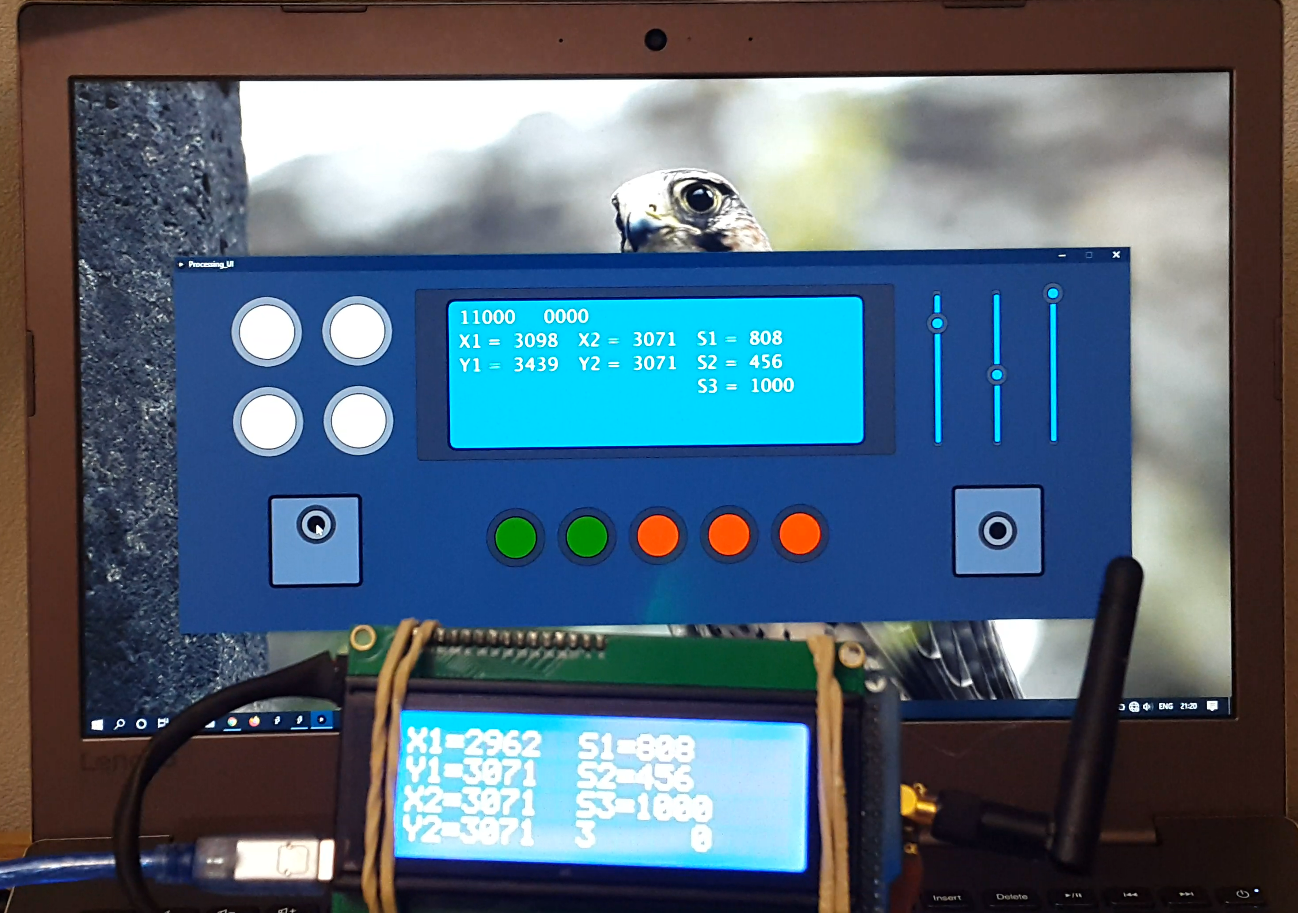 Processing_UI
11000 0000
X1 = 3098 X2 = 3071 S1 = 808
Y1 = 3439 Y2 = 3071 S2 = 456
S3 = 1000
ENG 21:20
X1=2962 S1=808
Y1=3071 S2=456
X2=3071 S3=1000
Y2=3071 3 0
Insert Delete